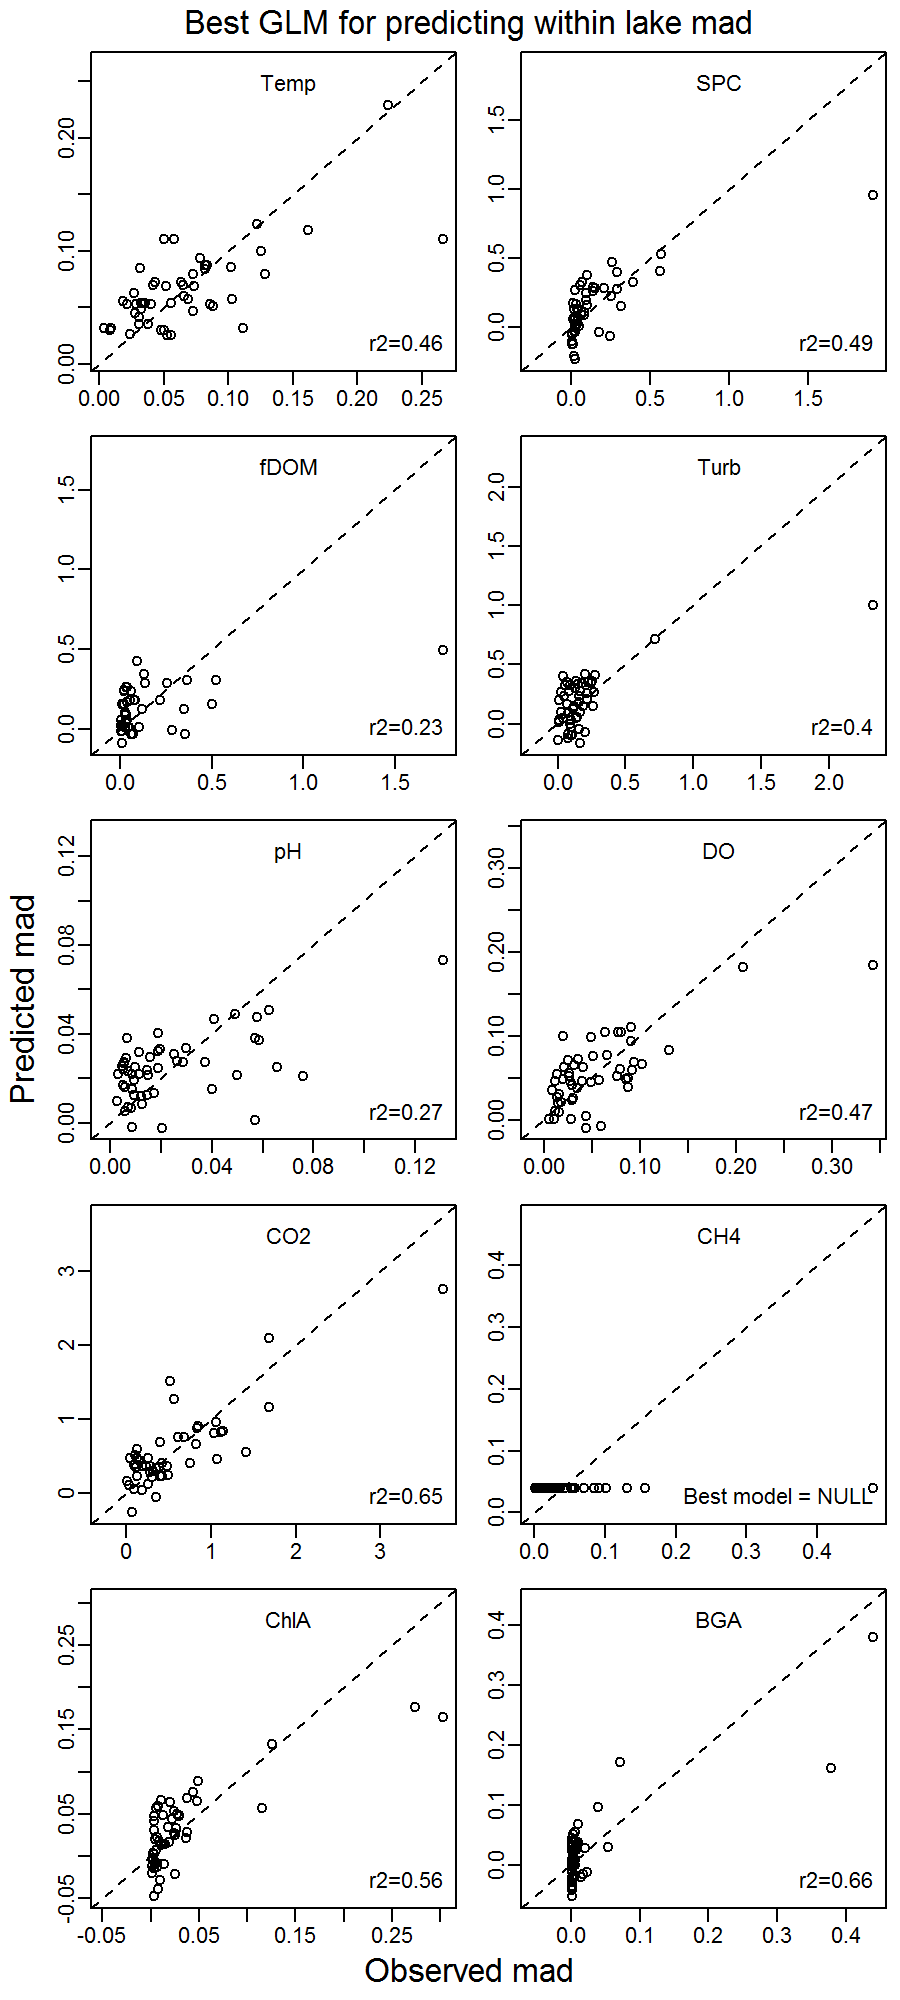 Best GLM for predicting within lake mad
Temp
0.00 0.10 0.20
r2=0.46
0.00 0.05 0.10 0.15 0.20 0.25
SPC
0.0 0.5 1.0 1.5
r2=0.49
0.0 0.5 1.0 1.5
fDOM
0.0 0.5 1.0 1.5
r2=0.23
0.0 0.5 1.0 1.5
Turb
0.0 0.5 1.0 1.5 2.0
r2=0.4
0.0 0.5 1.0 1.5 2.0
Predicted mad
pH
0.00 0.04 0.08 0.12
r2=0.27
0.00 0.04 0.08 0.12
DO
0.00 0.10 0.20 0.30
r2=0.47
0.00 0.10 0.20 0.30
CO2
0 1 2 3
r2=0.65
0 1 2 3
CH4
0.0 0.1 0.2 0.3 0.4
Best model = NULL
0.0 0.1 0.2 0.3 0.4
ChlA
-0.05 0.05 0.15 0.25
r2=0.56
-0.05 0.05 0.15 0.25
BGA
0.0 0.1 0.2 0.3 0.4
r2=0.66
0.0 0.1 0.2 0.3 0.4
Observed mad